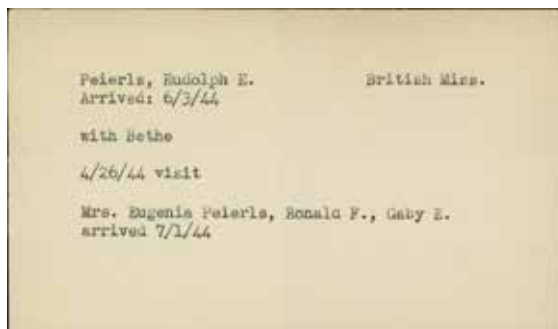 Peierls, Rudolph E. British Miss.
Arrived: 6/3/44
with Bethe
4/26/44 visit
Mrs. Eugenia Peierls, Ronald F., Gaby E.
arrived 7/1/44